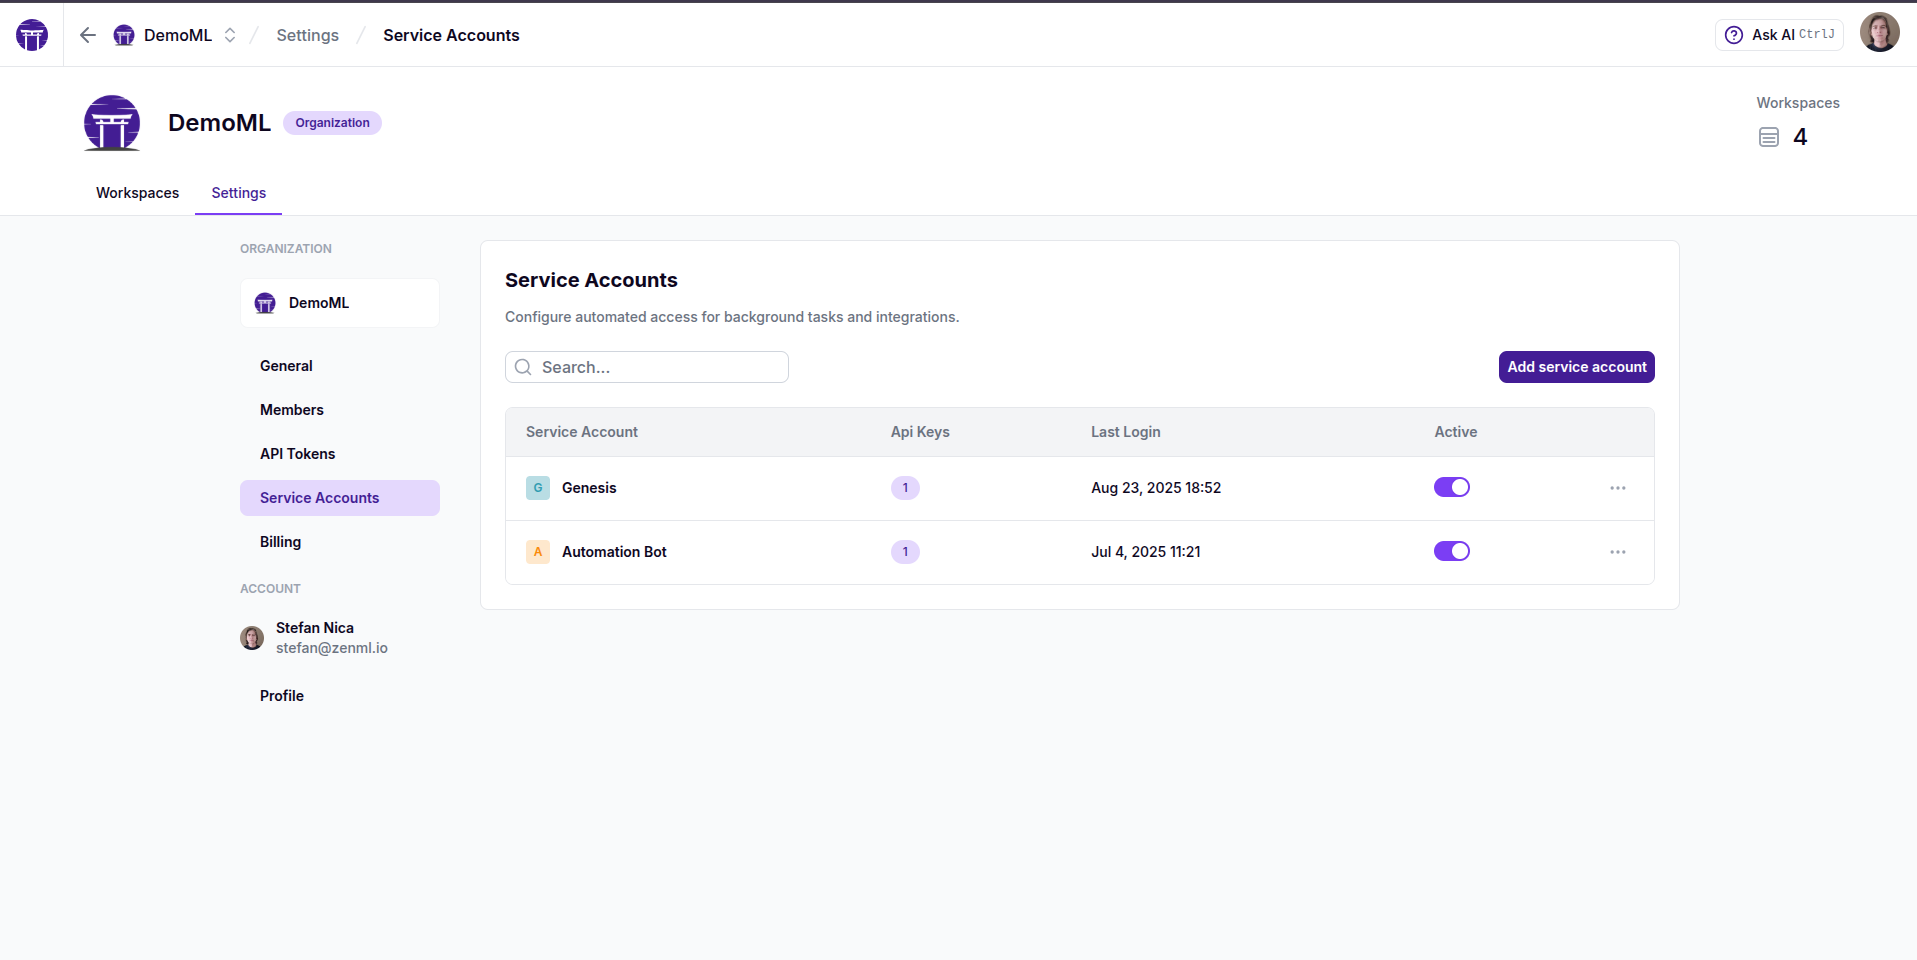 DemoML / Settings / Service Accounts Ask AI CtrlJ
DemoML Organization
Workspaces
4
Workspaces Settings
ORGANIZATION
DemoML
General
Members
API Tokens
Service Accounts
Billing
ACCOUNT
Stefan Nica
stefan@zenml.io
Profile
Service Accounts
Configure automated access for background tasks and integrations.
Search...
Add service account
Service Account Api Keys Last Login Active
G Genesis 1 Aug 23, 2025 18:52
A Automation Bot 1 Jul 4, 2025 11:21